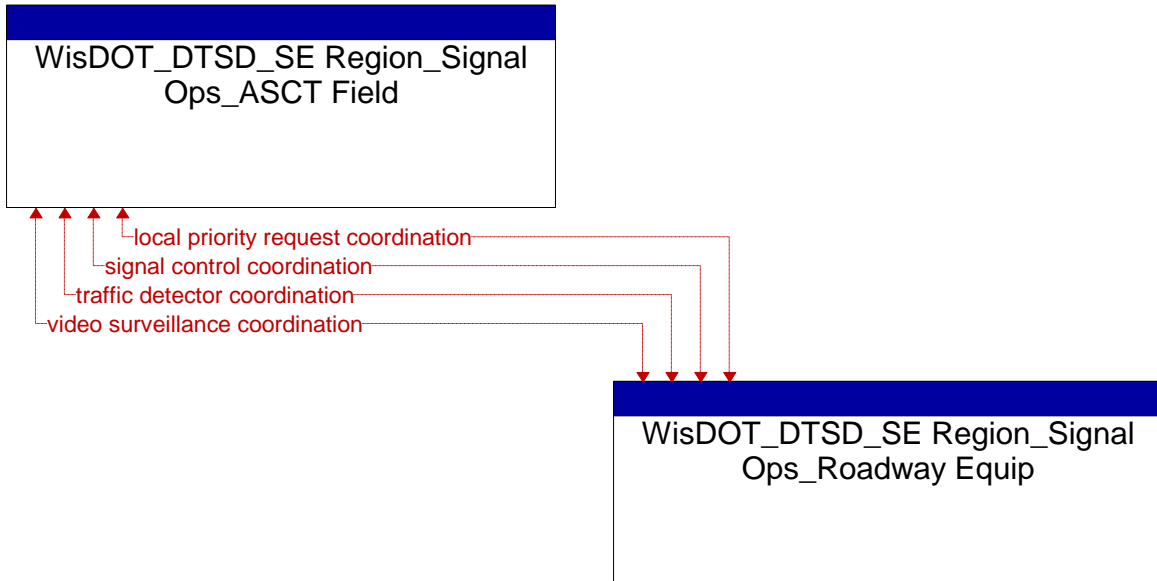 WisDOT_DTSD_SE Region_Signal
Ops_ASCT Field
local priority request coordination
signal control coordination
traffic detector coordination
video surveillance coordination
WisDOT_DTSD_SE Region_Signal
Ops_Roadway Equip